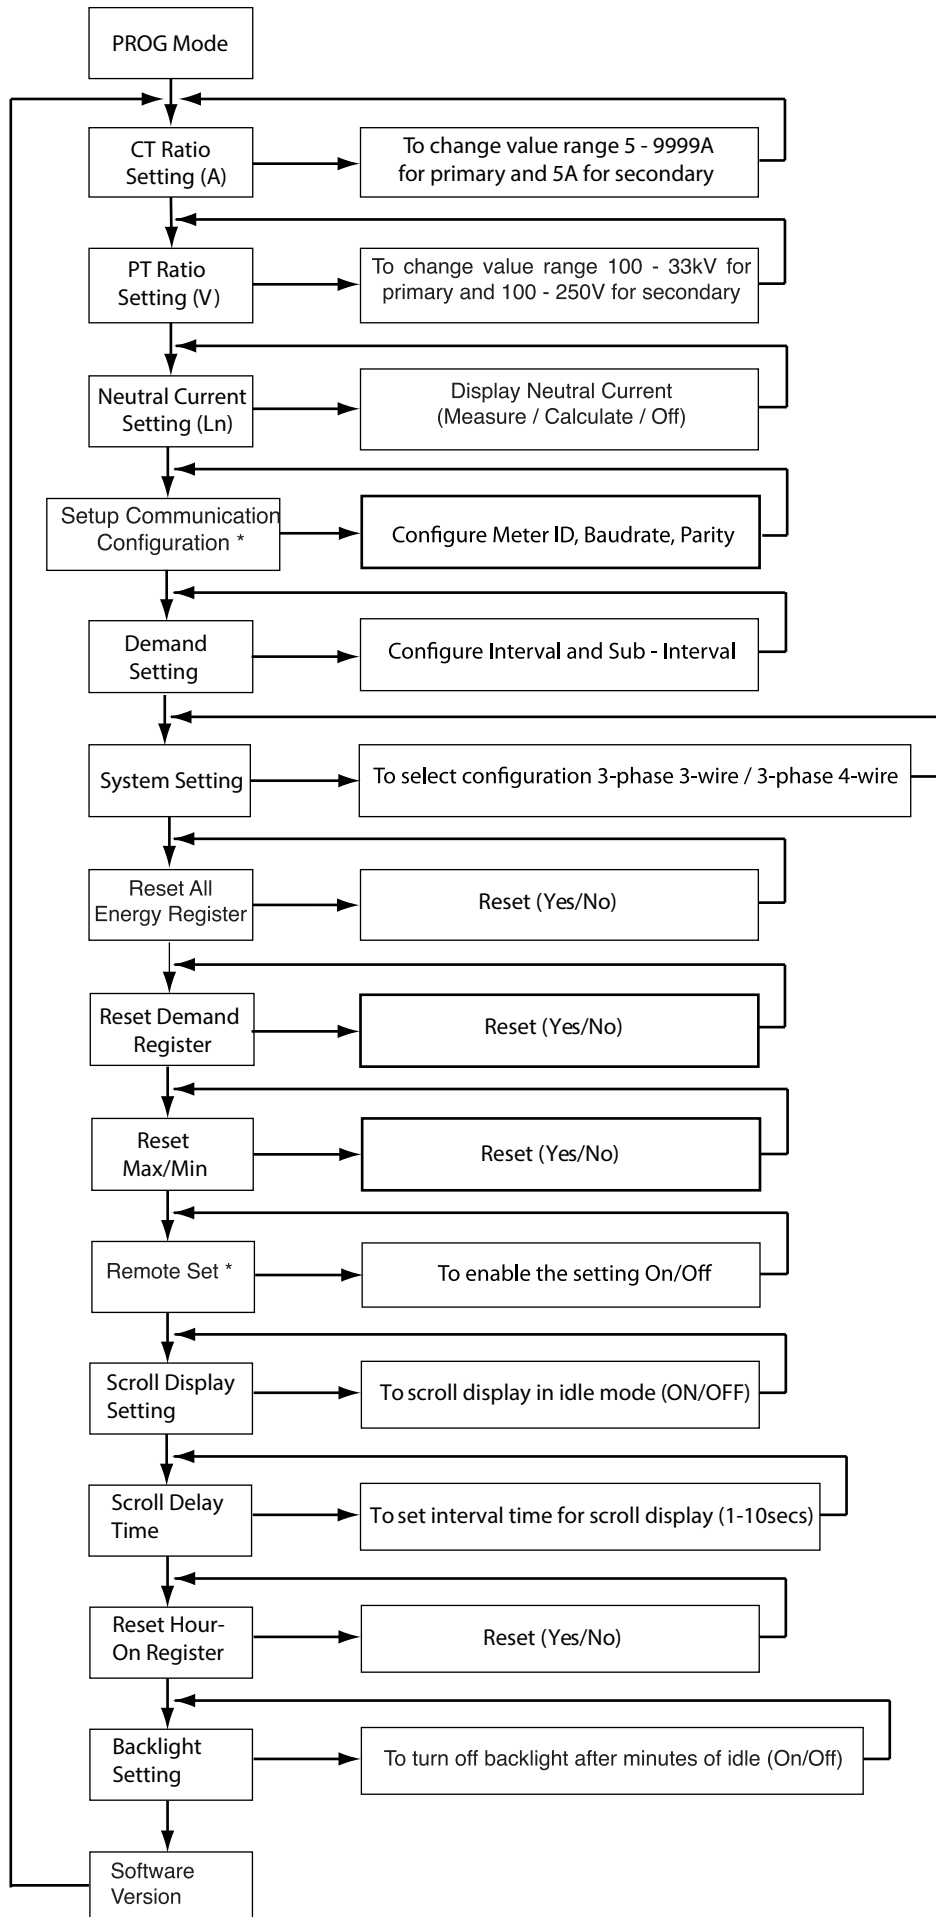 PROG Mode
CT Ratio
Setting (A)
To change value range 5 - 9999A
for primary and 5A for secondary
PT Ratio
Setting (V)
To change value range 100 - 33kV for
primary and 100 - 250V for secondary
Neutral Current
Setting (Ln)
Display Neutral Current
(Measure / Calculate / Off)
Setup Communication
Configuration *
Configure Meter ID, Baudrate, Parity
Demand
Setting
Configure Interval and Sub - Interval
System Setting
To select configuration 3-phase 3-wire / 3-phase 4-wire
Reset All
Energy Register
Reset (Yes/No)
Reset Demand
Register
Reset (Yes/No)
Reset
Max/Min
Reset (Yes/No)
Remote Set *
To enable the setting On/Off
Scroll Display
Setting
To scroll display in idle mode (ON/OFF)
Scroll Delay
Time
To set interval time for scroll display (1-10secs)
Reset Hour-
On Register
Reset (Yes/No)
Backlight
Setting
To turn off backlight after minutes of idle (On/Off)
Software
Version